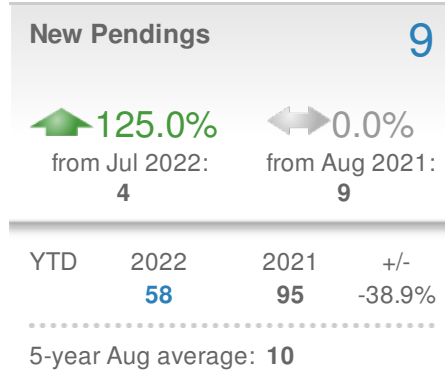 New Pendings 9
125.0% 0.0%
from Jul 2022: from Aug 2021:
4 9
YTD 2022 2021 +/-
58 95 -38.9%
5-year Aug average: 10